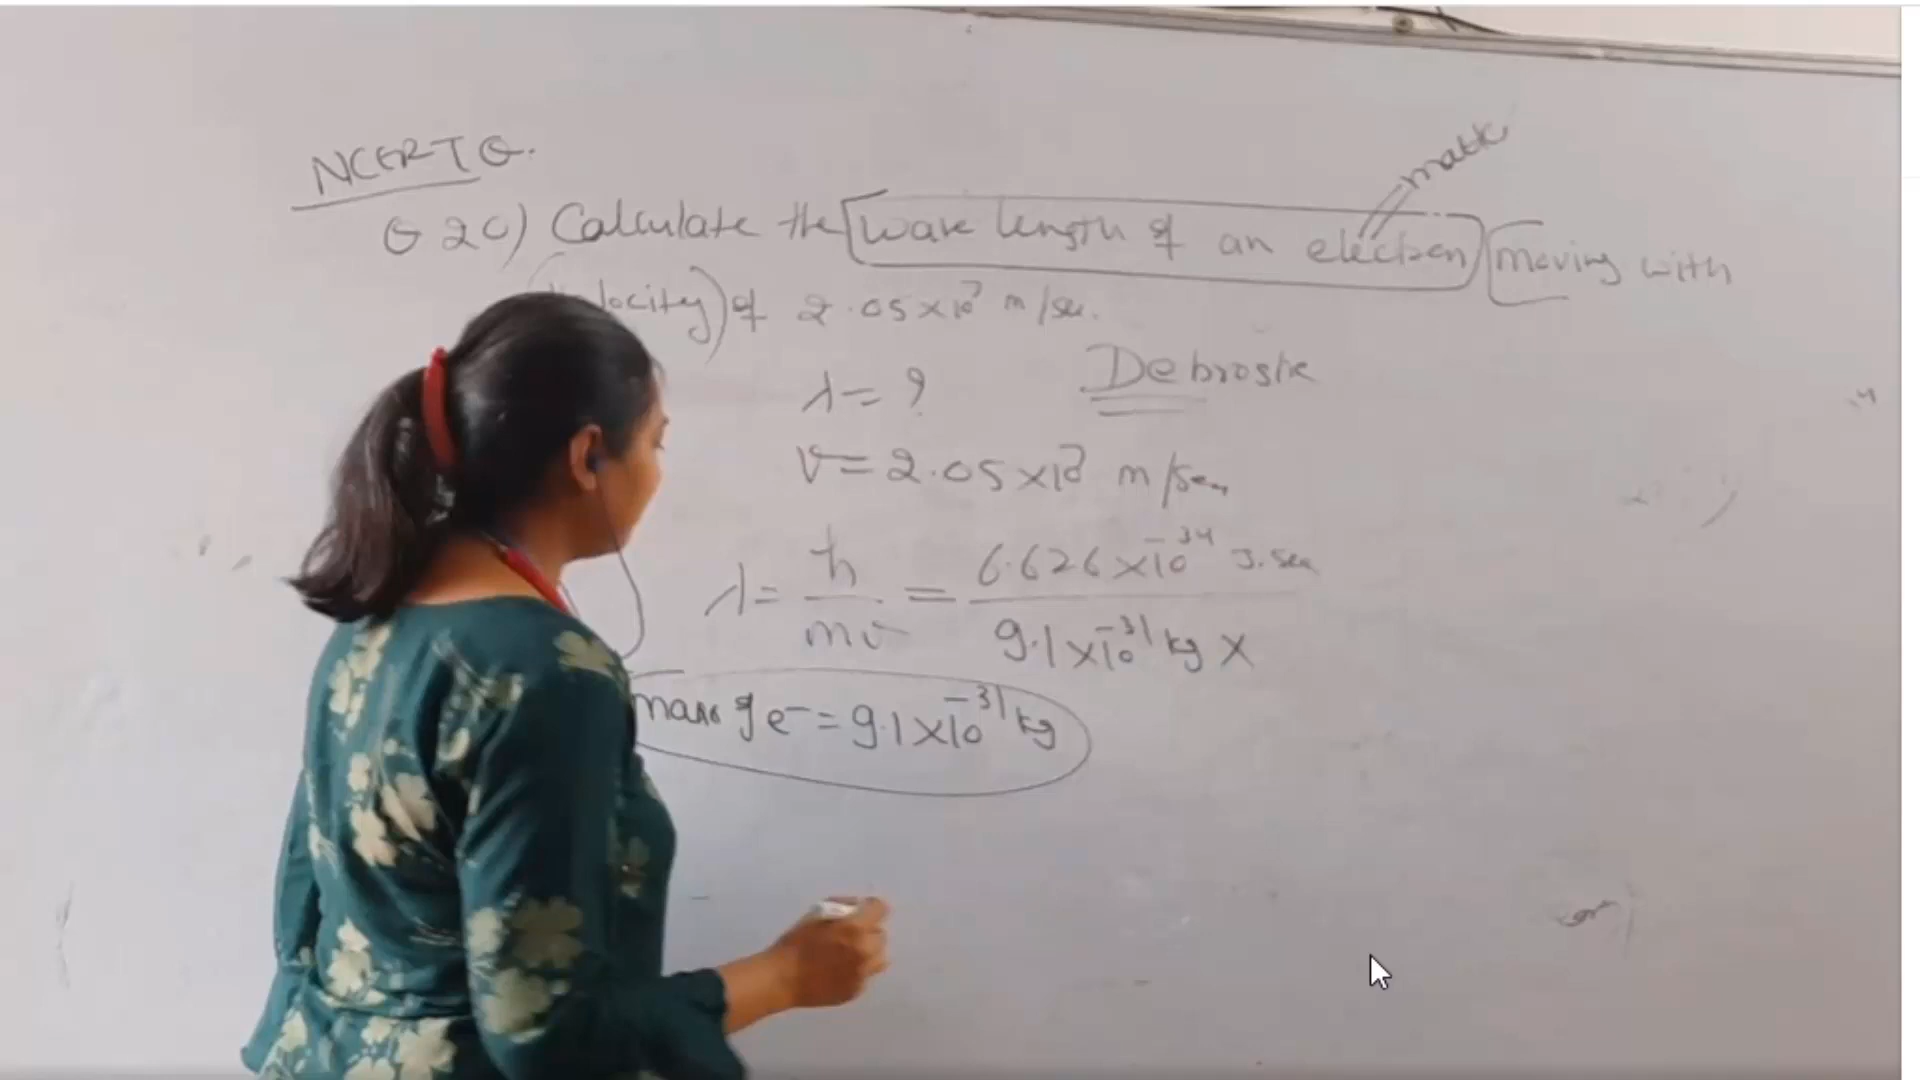 NCERT Q.
Q 20) Calculate the wave length of an electron moving with
velocity) of 2.05×10⁷ m/sec.
matter
λ = ?
Debroglie
v = 2.05×10⁷ m/sec
λ = h/mv = 6.626×10⁻³⁴ J.sec / 9.1×10⁻³¹ kg ×
mass of e⁻ = 9.1×10⁻³¹ kg